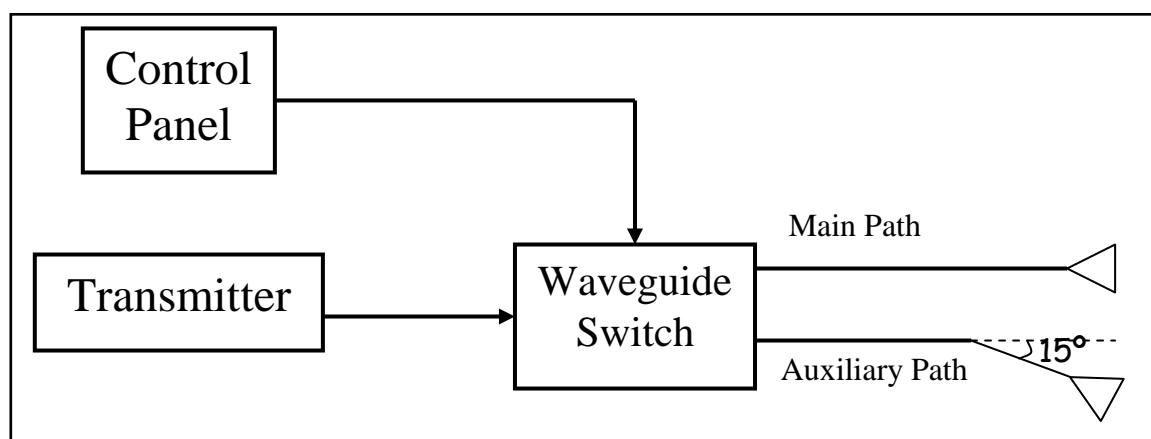 Control
Panel
Main Path
Transmitter
Waveguide
Switch
15°
Auxiliary Path